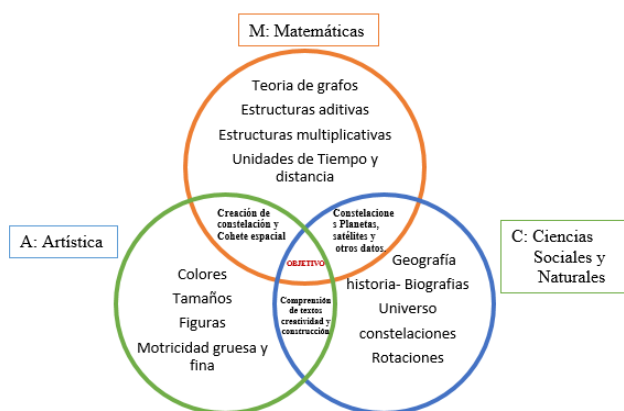 M: Matemáticas
Teoria de grafos
Estructuras aditivas
Estructuras multiplicativas
Unidades de Tiempo y
distancia
Creación de
constelación y
Cohete espacial
Constelacione
s Planetas,
satélites y
otros datos.
A: Artística
OBJETIVO
C: Ciencias
Sociales y
Naturales
Colores
Tamaños
Figuras
Motricidad gruesa y
fina
Comprensión
de textos
creatividad y
construcción
Geografía
historia- Biografias
Universo
constelaciones
Rotaciones